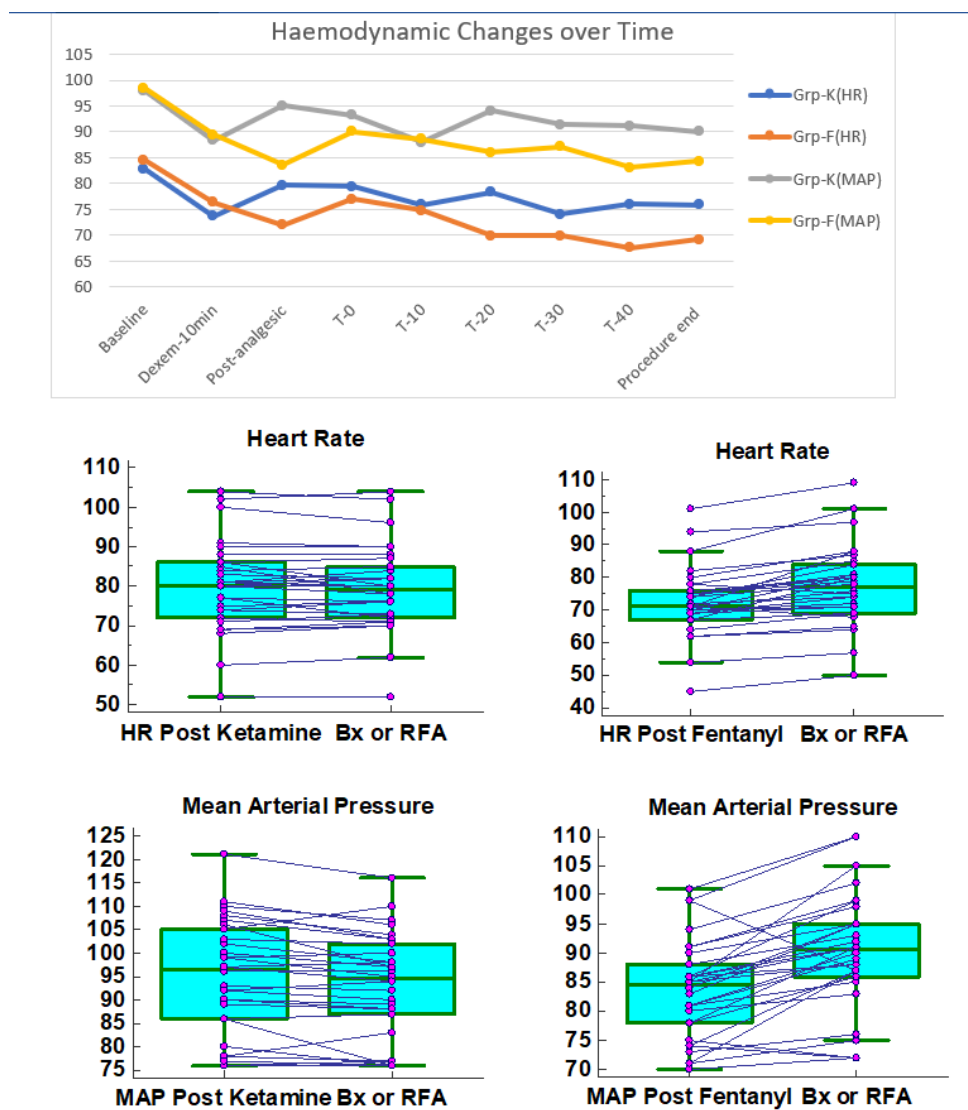 Haemodynamic Changes over Time
105
100
95
90
85
80
75
70
65
60
Baseline
Dexem-10min
Post-analgesic
T-0
T-10
T-20
T-30
T-40
Procedure end
Grp-K(HR)
Grp-F(HR)
Grp-K(MAP)
Grp-F(MAP)
Heart Rate
110
100
90
80
70
60
50
HR Post Ketamine Bx or RFA
Heart Rate
110
100
90
80
70
60
50
40
HR Post Fentanyl Bx or RFA
Mean Arterial Pressure
125
120
115
110
105
100
95
90
85
80
75
MAP Post Ketamine Bx or RFA
Mean Arterial Pressure
110
105
100
95
90
85
80
75
70
MAP Post Fentanyl Bx or RFA